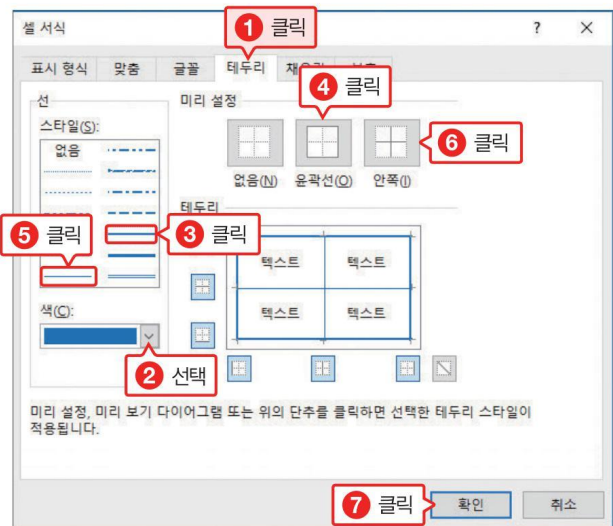 셀 서식
? ×
1 클릭
표시 형식 맞춤 글꼴 테두리
선
스타일(S):
없음
미리 설정
4 클릭
6 클릭
없음(N) 윤곽선(O) 안쪽(I)
테두리
3 클릭
5 클릭
텍스트 텍스트
텍스트 텍스트
색(C):
2 선택
미리 설정, 미리 보기 다이어그램 또는 위의 단추를 클릭하면 선택한 테두리 스타일이
적용됩니다.
7 클릭
확인 취소